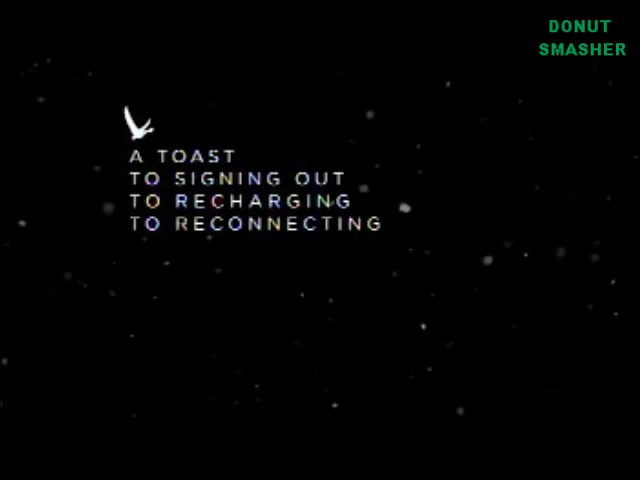 DONUT
SMASHER
A TOAST
TO SIGNING OUT
TO RECHARGING
TO RECONNECTING